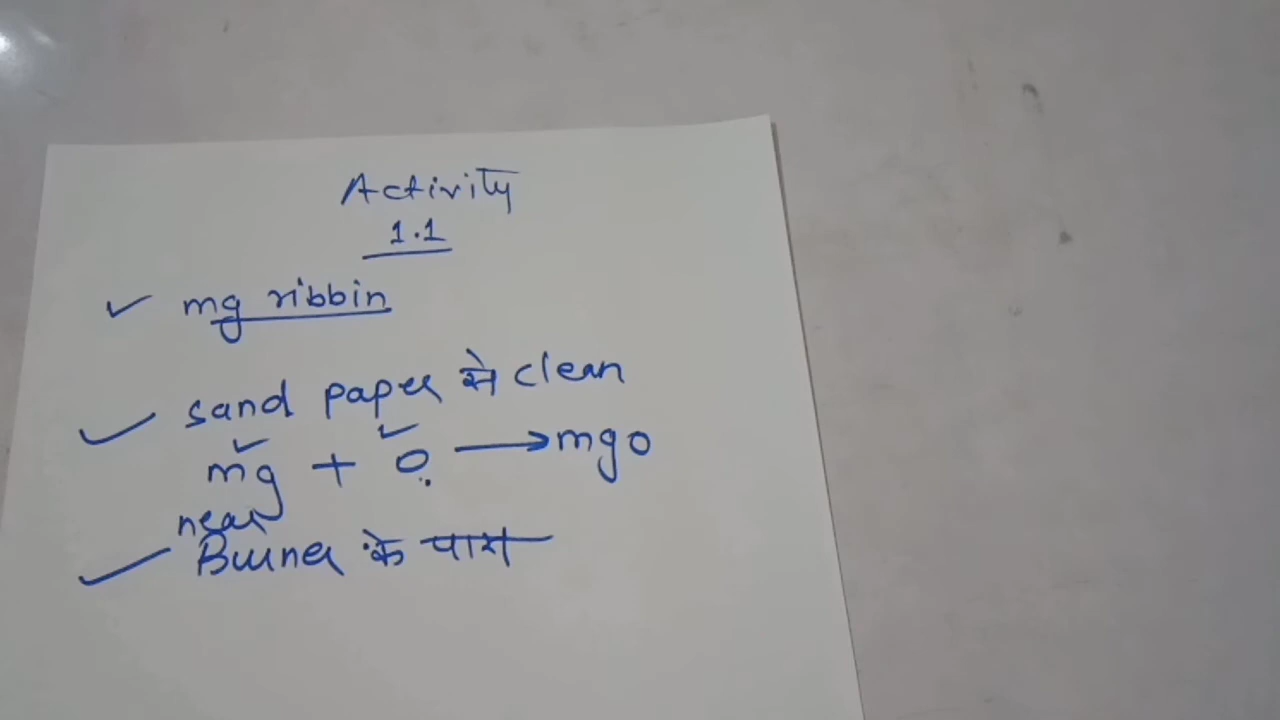 Activity
1.1
✓ mg ribbin
✓ sand paper से clean
mg + O → mgo
near
✓ Burner के पास